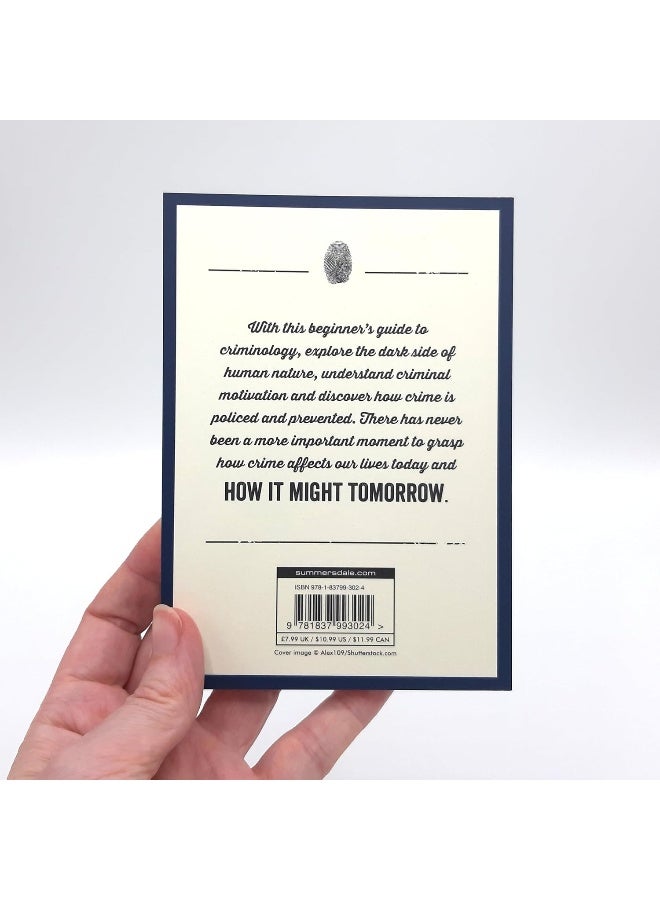 With this beginner's guide to
criminology, explore the dark side of
human nature, understand criminal
motivation and discover how crime is
policed and prevented. There has never
been a more important moment to grasp
how crime affects our lives today and
HOW IT MIGHT TOMORROW.
summersdale.com
ISBN 978-1-83799-302-4
9 781837 993024 >
£7.99 UK / $10.99 US / $11.99 CAN
Cover image © Alex109/Shutterstock.com